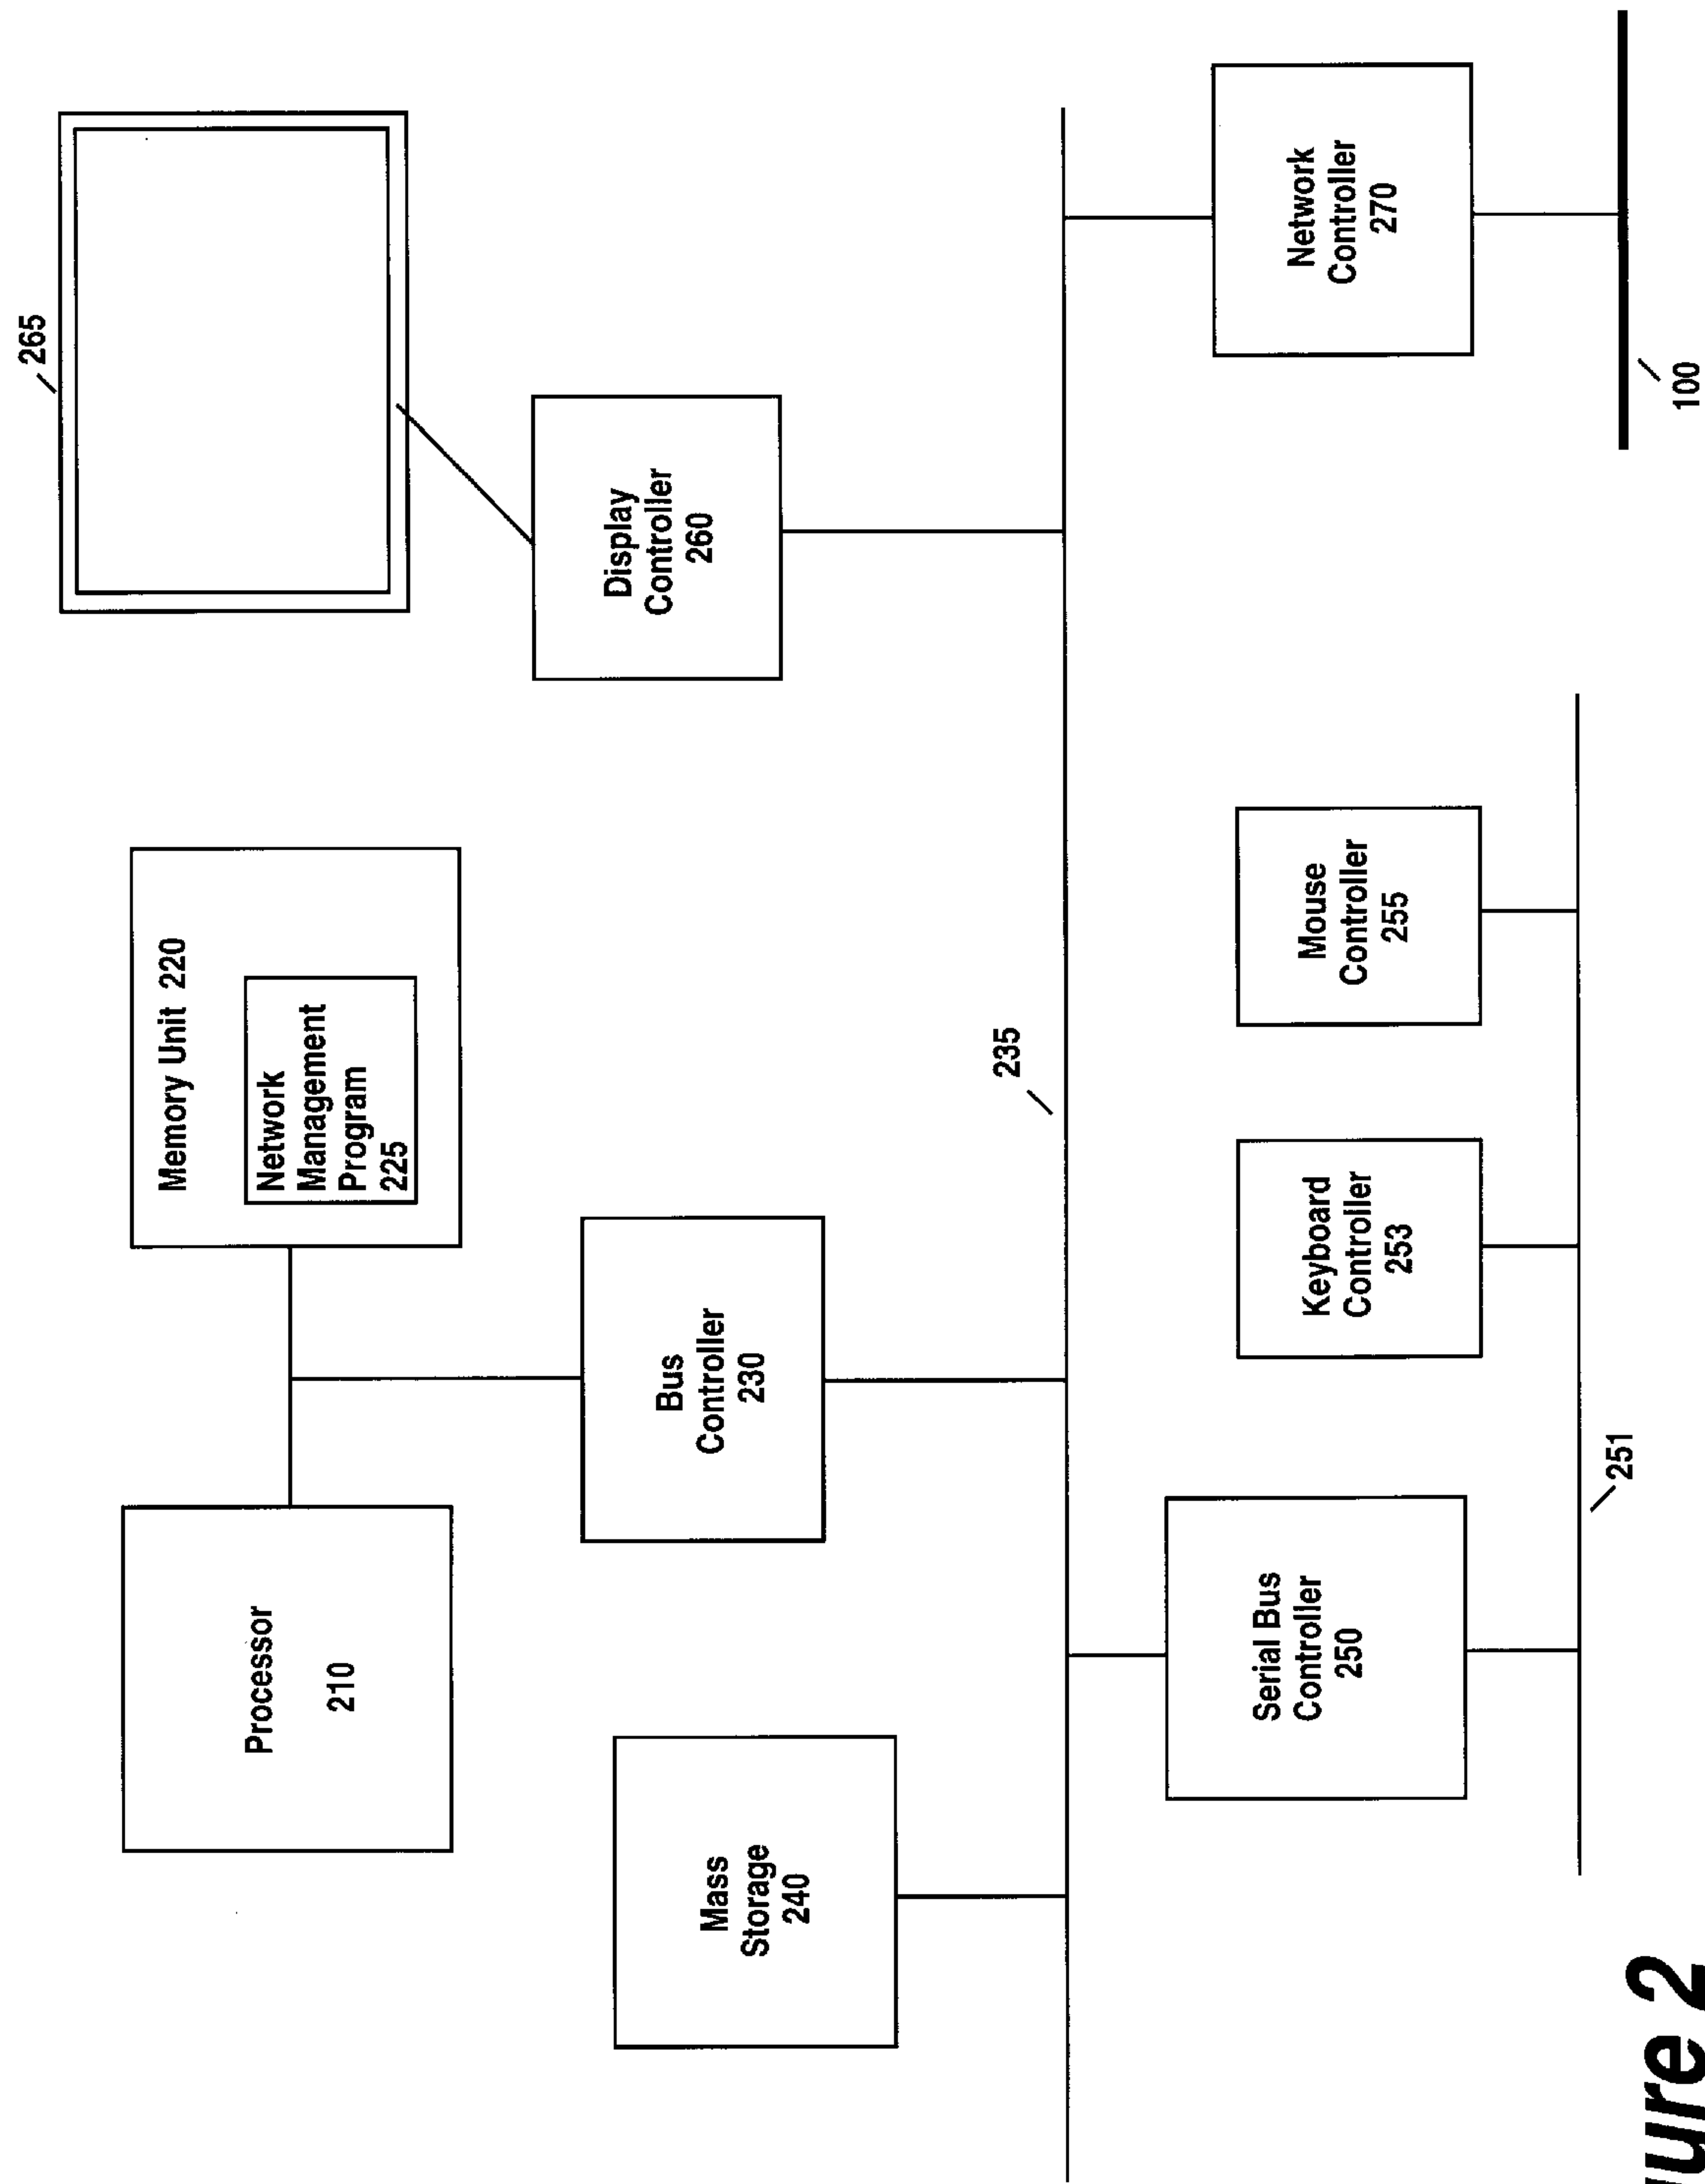 265
Processor
210
Memory Unit 220
Network
Management
Program
225
Display
Controller
260
Bus
Controller
230
Mass
Storage
240
235
Serial Bus
Controller
250
Keyboard
Controller
253
Mouse
Controller
255
Network
Controller
270
251
100
ure 2